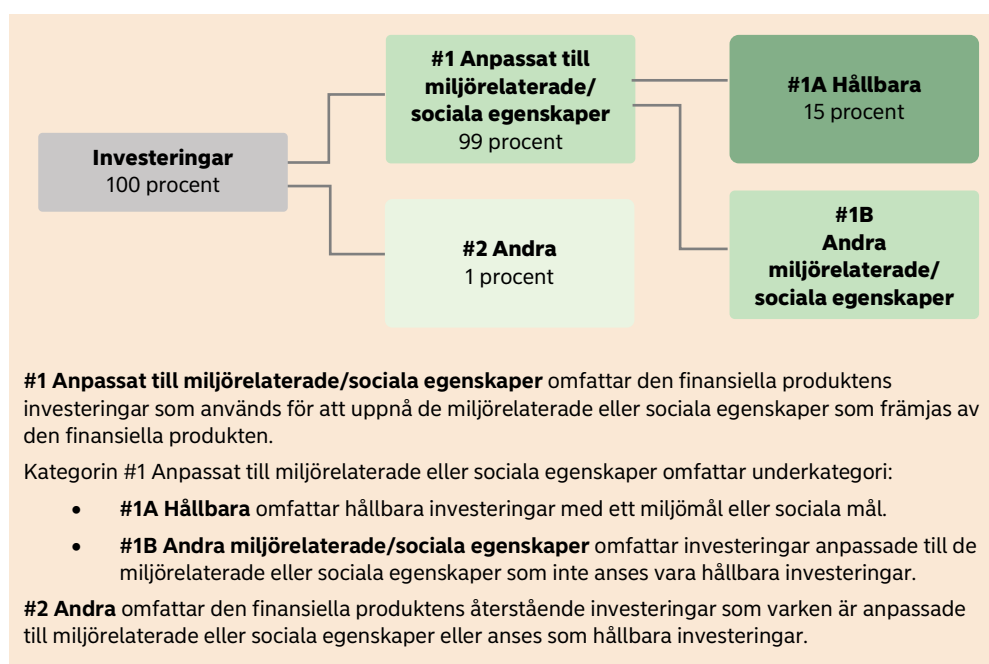 #1 Anpassat till
miljörelaterade/
sociala egenskaper
99 procent
#1A Hållbara
15 procent
Investeringar
100 procent
#2 Andra
1 procent
#1B
Andra
miljörelaterade/
sociala egenskaper
#1 Anpassat till miljörelaterade/sociala egenskaper omfattar den finansiella produktens
investeringar som används för att uppnå de miljörelaterade eller sociala egenskaper som främjas av
den finansiella produkten.
Kategorin #1 Anpassat till miljörelaterade eller sociala egenskaper omfattar underkategori:
• #1A Hållbara omfattar hållbara investeringar med ett miljömål eller sociala mål.
• #1B Andra miljörelaterade/sociala egenskaper omfattar investeringar anpassade till de
miljörelaterade eller sociala egenskaper som inte anses vara hållbara investeringar.
#2 Andra omfattar den finansiella produktens återstående investeringar som varken är anpassade
till miljörelaterade eller sociala egenskaper eller anses som hållbara investeringar.